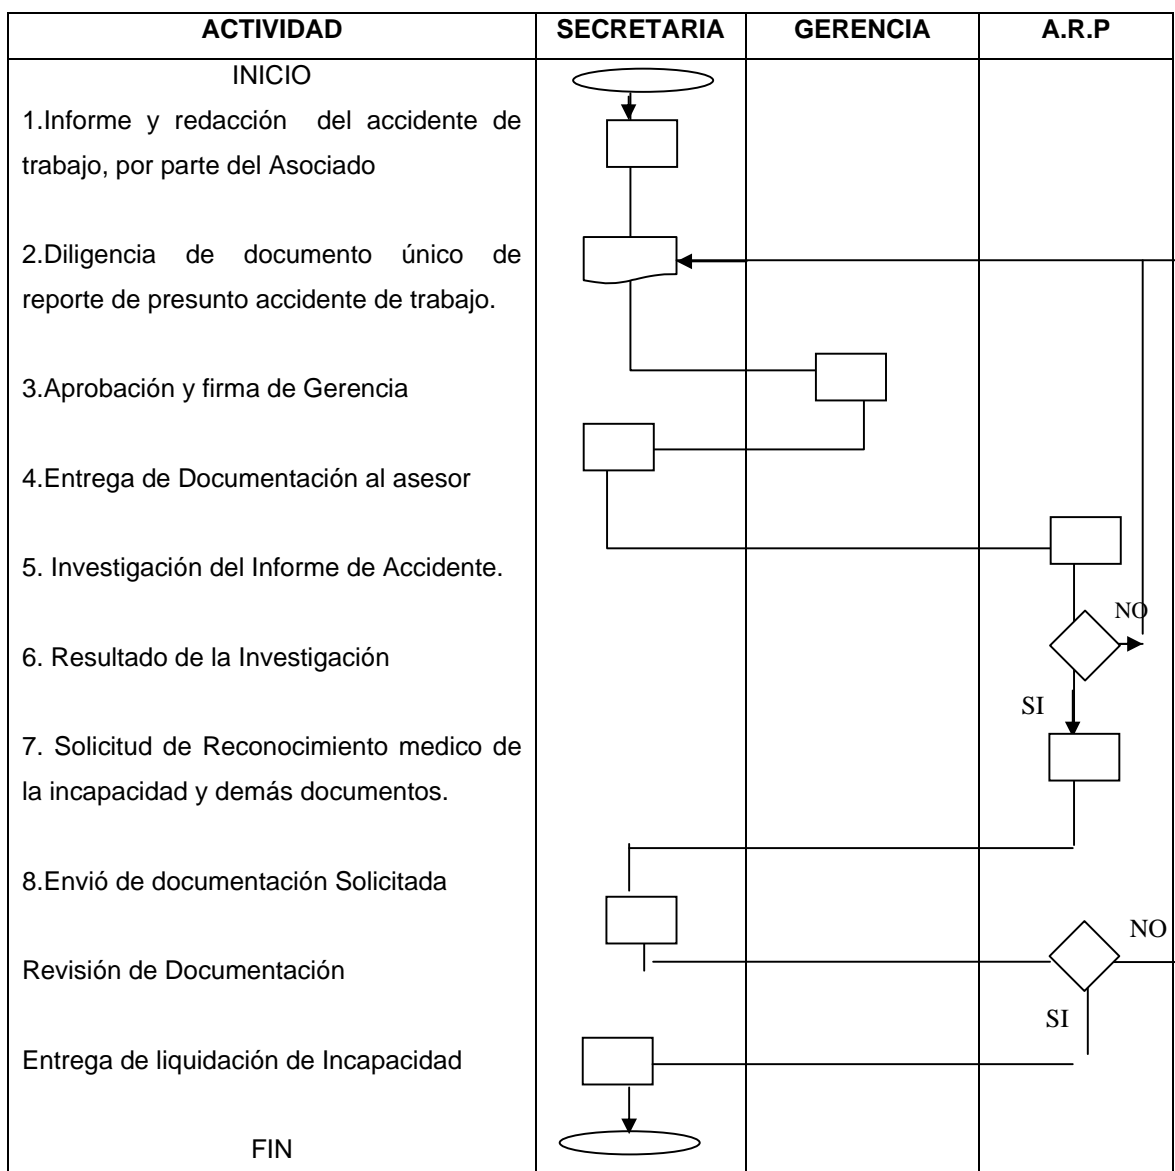 ACTIVIDAD SECRETARIA GERENCIA A.R.P
INICIO
1.Informe y redacción del accidente de
trabajo, por parte del Asociado
2.Diligencia de documento único de
reporte de presunto accidente de trabajo.
3.Aprobación y firma de Gerencia
4.Entrega de Documentación al asesor
5. Investigación del Informe de Accidente.
NO
6. Resultado de la Investigación
SI
7. Solicitud de Reconocimiento medico de
la incapacidad y demás documentos.
8.Envió de documentación Solicitada
NO
Revisión de Documentación
SI
Entrega de liquidación de Incapacidad
FIN